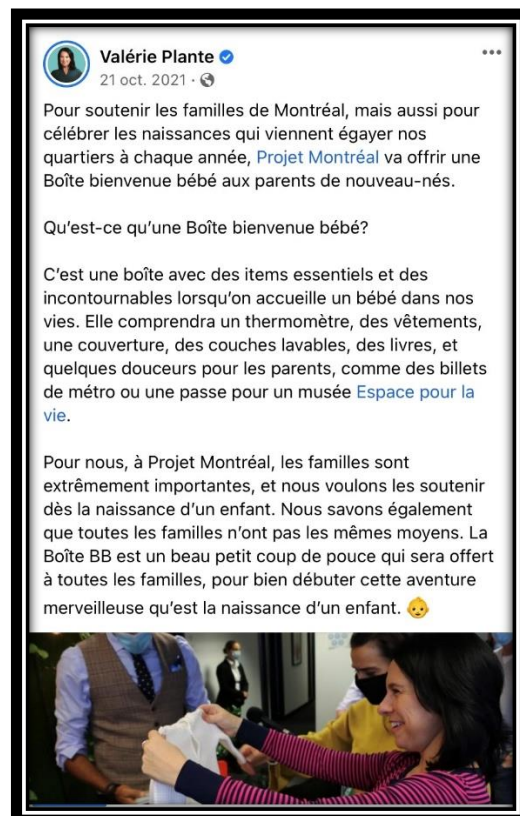 Valérie Plante
21 oct. 2021 ·
Pour soutenir les familles de Montréal, mais aussi pour
célébrer les naissances qui viennent égayer nos
quartiers à chaque année, Projet Montréal va offrir une
Boîte bienvenue bébé aux parents de nouveau-nés.
Qu'est-ce qu'une Boîte bienvenue bébé?
C'est une boîte avec des items essentiels et des
incontournables lorsqu'on accueille un bébé dans nos
vies. Elle comprendra un thermomètre, des vêtements,
une couverture, des couches lavables, des livres, et
quelques douceurs pour les parents, comme des billets
de métro ou une passe pour un musée Espace pour la
vie.
Pour nous, à Projet Montréal, les familles sont
extrêmement importantes, et nous voulons les soutenir
dès la naissance d'un enfant. Nous savons également
que toutes les familles n'ont pas les mêmes moyens. La
Boîte BB est un beau petit coup de pouce qui sera offert
à toutes les familles, pour bien débuter cette aventure
merveilleuse qu'est la naissance d'un enfant. 👶